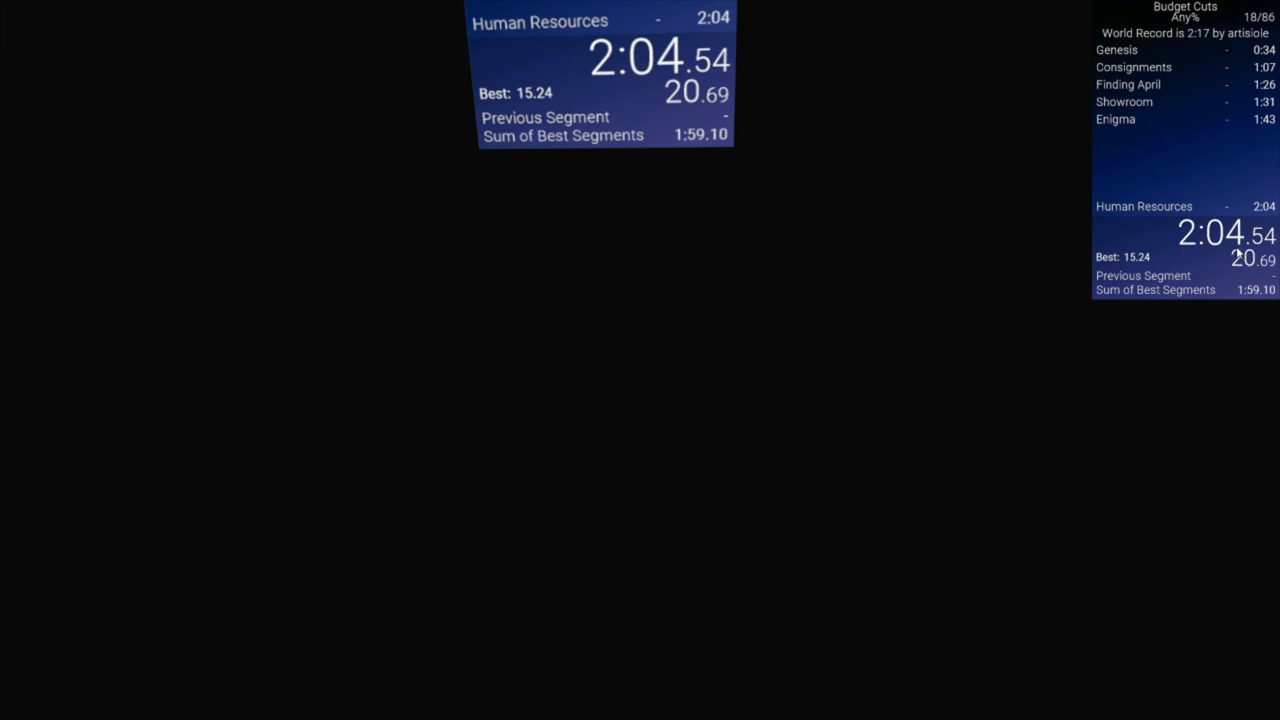 Human Resources - 2:04
2:04.54
Best: 15.24 20.69
Previous Segment -
Sum of Best Segments 1:59.10
Budget Cuts
Any% 18/86
World Record is 2:17 by artisiole
Genesis - 0:34
Consignments - 1:07
Finding April - 1:26
Showroom - 1:31
Enigma - 1:43
Human Resources - 2:04
2:04.54
Best: 15.24 20.69
Previous Segment -
Sum of Best Segments 1:59.10